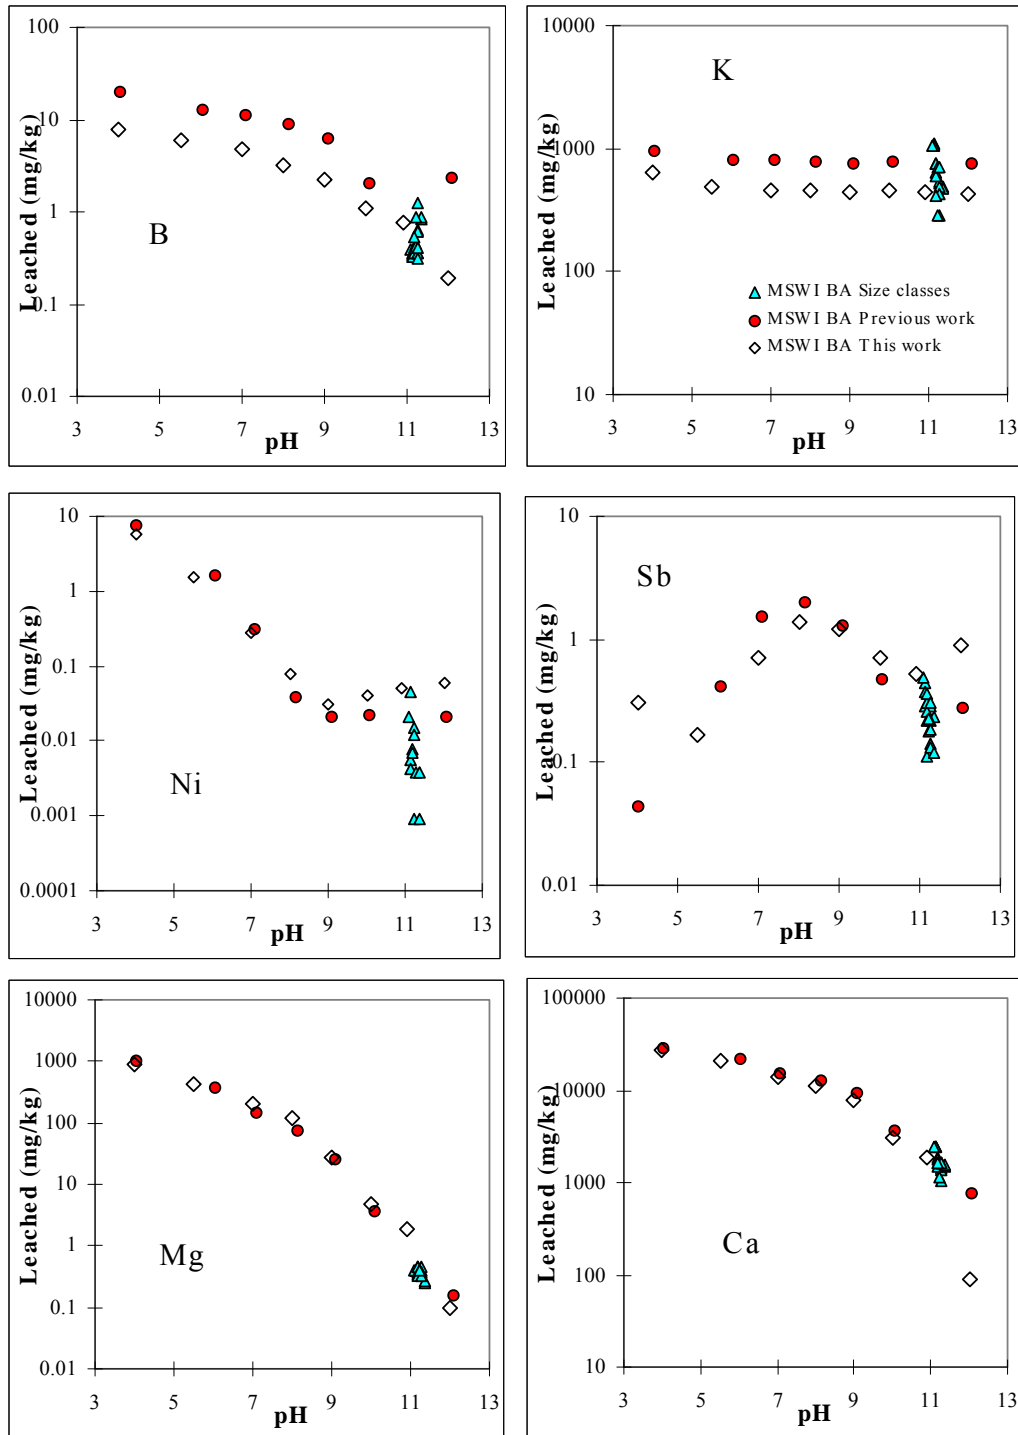 100
10
1
0.1
0.01
Leached (mg/kg)
B
3 5 7 9 11 13
pH
10000
1000
100
10
Leached (mg/kg)
K
MSWI BA Size classes
MSWI BA Previous work
MSWI BA This work
3 5 7 9 11 13
pH
10
1
0.1
0.01
0.001
0.0001
Leached (mg/kg)
Ni
3 5 7 9 11 13
pH
10
1
0.1
0.01
Leached (mg/kg)
Sb
3 5 7 9 11 13
pH
10000
1000
100
10
1
0.1
0.01
Leached (mg/kg)
Mg
3 5 7 9 11 13
pH
100000
10000
1000
100
10
Leached (mg/kg)
Ca
3 5 7 9 11 13
pH